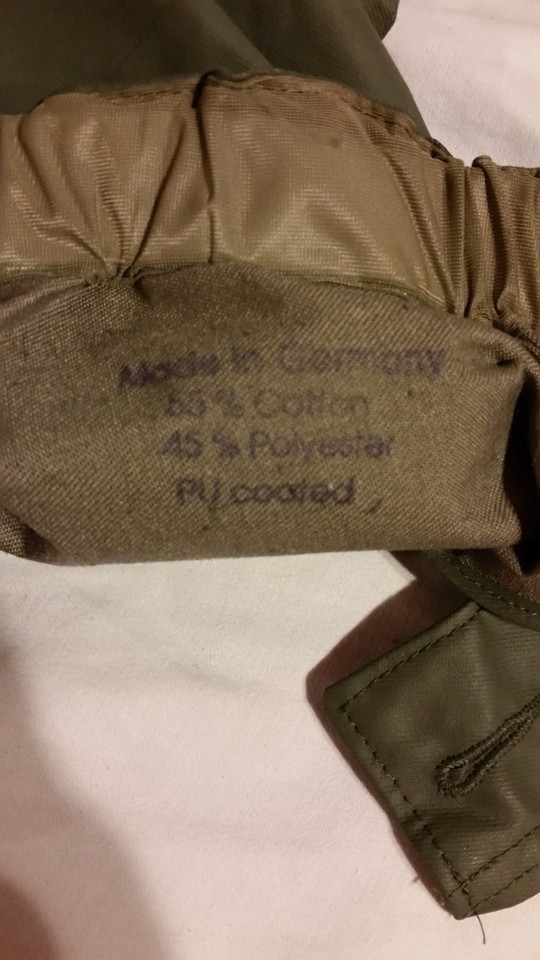 Made in Germany
55 % Cotton
45 % Polyester
PU coated